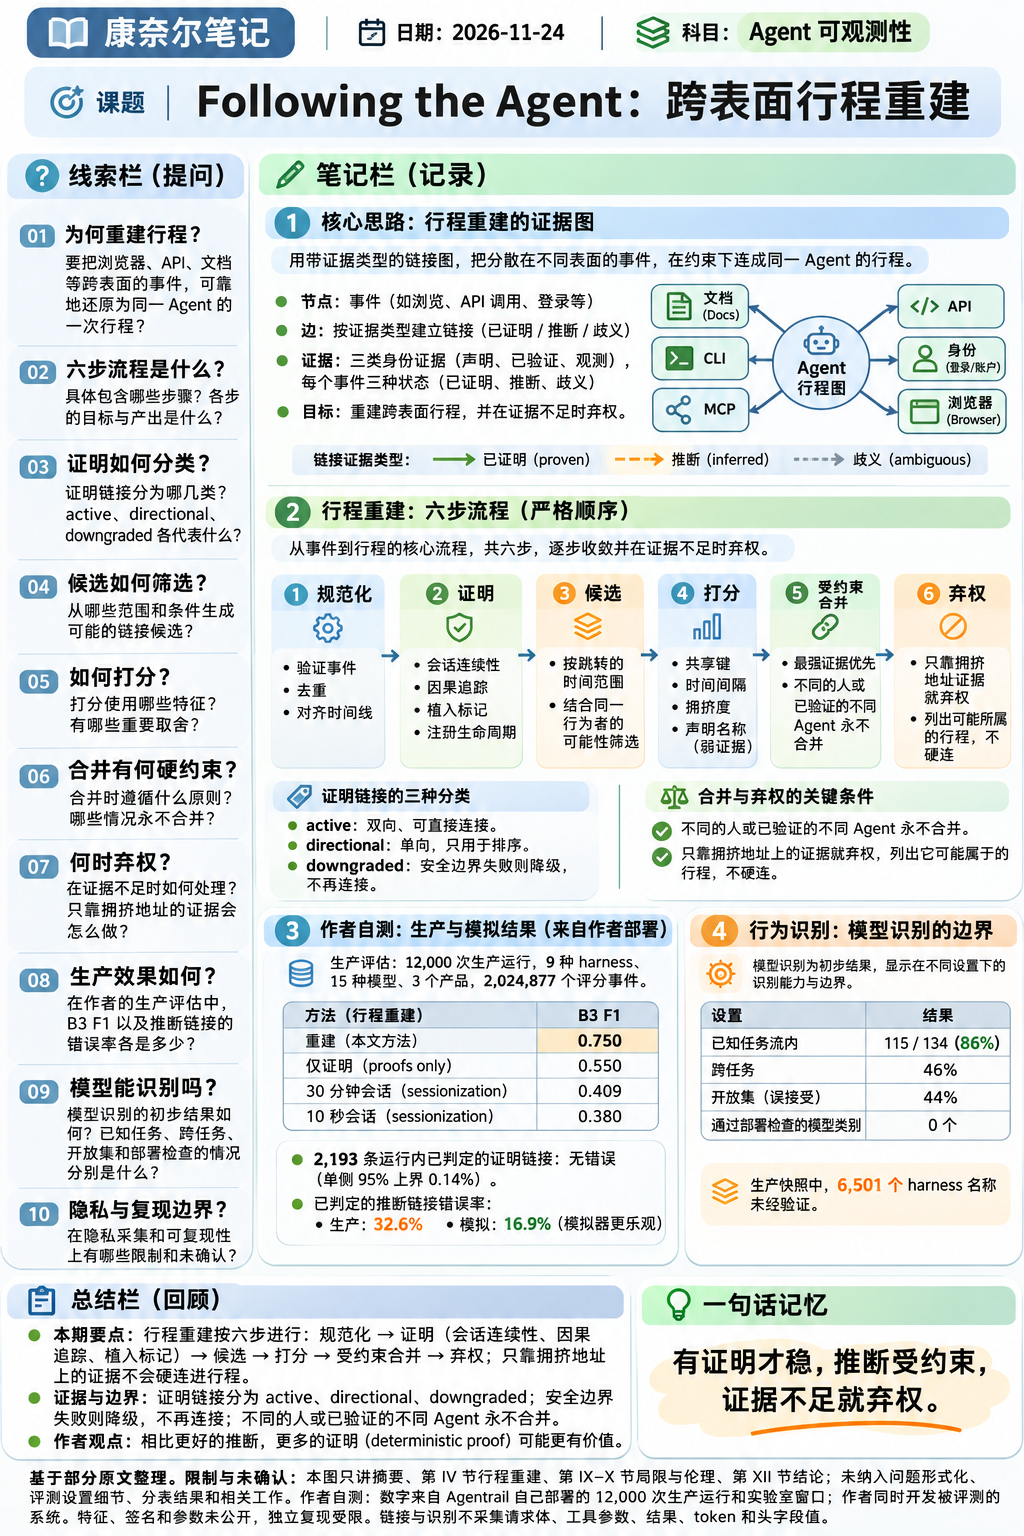 康奈尔笔记
日期：2026-11-24
科目：Agent 可观测性
课题
Following the Agent：跨表面行程重建
? 线索栏（提问）
01 为何重建行程？
要把浏览器、API、文档
等跨表面的事件，可靠
地还原为同一 Agent 的
一次行程？
02 六步流程是什么？
具体包含哪些步骤？各步
的目标与产出是什么？
03 证明如何分类？
证明链接分为哪几类？
active、directional、
downgraded 各代表什么？
04 候选如何筛选？
从哪些范围和条件生成
可能的链接候选？
05 如何打分？
打分使用哪些特征？
有哪些重要取舍？
06 合并有何硬约束？
合并时遵循什么原则？
哪些情况永不合并？
07 何时弃权？
在证据不足时如何处理？
只靠拥挤地址的证据会
怎么做？
08 生产效果如何？
在作者的生产评估中，
B3 F1 以及推断链接的
错误率各是多少？
09 模型能识别吗？
模型识别的初步结果如
何？已知任务、跨任务、
开放集和部署检查的情况
分别是什么？
10 隐私与复现边界？
在隐私采集和可复现性
上有哪些限制和未确认？
笔记栏（记录）
1 核心思路：行程重建的证据图
用带证据类型的链接图，把分散在不同表面的事件，在约束下连成同一 Agent 的行程。
节点：事件（如浏览、API 调用、登录等）
边：按证据类型建立链接（已证明 / 推断 / 歧义）
证据：三类身份证据（声明、已验证、观测），
每个事件三种状态（已证明、推断、歧义）
目标：重建跨表面行程，并在证据不足时弃权。
文档
(Docs)
CLI
MCP
Agent
行程图
API
身份
(登录/账户)
浏览器
(Browser)
链接证据类型： 已证明 (proven) 推断 (inferred) 歧义 (ambiguous)
2 行程重建：六步流程（严格顺序）
从事件到行程的核心流程，共六步，逐步收敛并在证据不足时弃权。
1 规范化
验证事件
去重
对齐时间线
2 证明
会话连续性
因果追踪
植入标记
注册生命周期
3 候选
按跳转的
时间范围
结合同一
行为者的
可能性筛选
4 打分
共享键
时间间隔
拥挤度
声明名称
（弱证据）
5 受约束
合并
最强证据优先
不同的人或
已验证的不同
Agent 永不
合并
6 弃权
只靠拥挤
地址证据
就弃权
列出可能所属
的行程，不
硬连
证明链接的三种分类
active：双向、可直接连接。
directional：单向，只用于排序。
downgraded：安全边界失败则降级，
不再连接。
合并与弃权的关键条件
不同的人或已验证的不同 Agent 永不合并。
只靠拥挤地址上的证据就弃权，列出它可能属于的
行程，不硬连。
3 作者自测：生产与模拟结果（来自作者部署）
生产评估：12,000 次生产运行，9 种 harness、
15 种模型、3 个产品，2,024,877 个评分事件。
方法（行程重建） B3 F1
重建（本文方法） 0.750
仅证明（proofs only） 0.550
30 分钟会话（sessionization） 0.409
10 秒会话（sessionization） 0.380
2,193 条运行内已判定的证明链接：无错误
（单侧 95% 上界 0.14%）。
已判定的推断链接错误率：
• 生产：32.6% • 模拟：16.9%（模拟器更乐观）
4 行为识别：模型识别的边界
模型识别为初步结果，显示在不同设置下的
识别能力与边界。
设置 结果
已知任务流内 115 / 134 (86%)
跨任务 46%
开放集（误接受） 44%
通过部署检查的模型类别 0 个
生产快照中，6,501 个 harness 名称
未经验证。
总结栏（回顾）
本期要点：行程重建按六步进行：规范化 → 证明（会话连续性、因果
追踪、植入标记）→ 候选 → 打分 → 受约束合并 → 弃权；只靠拥挤地址
上的证据不会硬连进行程。
证据与边界：证明链接分为 active、directional、downgraded；安全边界
失败则降级，不再连接；不同的人或已验证的不同 Agent 永不合并。
作者观点：相比更好的推断，更多的证明 (deterministic proof) 可能更有价值。
一句话记忆
有证明才稳，推断受约束，
证据不足就弃权。
基于部分原文整理。限制与未确认：本图只讲摘要、第 IV 节行程重建、第 IX–X 节局限与伦理、第 XII 节结论；未纳入问题形式化、
评测设置细节、分表结果和相关工作。作者自测：数字来自 Agentrail 自己部署的 12,000 次生产运行和实验室窗口；作者同时开发被评测的
系统。特征、签名和参数未公开，独立复现受限。链接与识别不采集请求体、工具参数、结果、token 和头字段值。